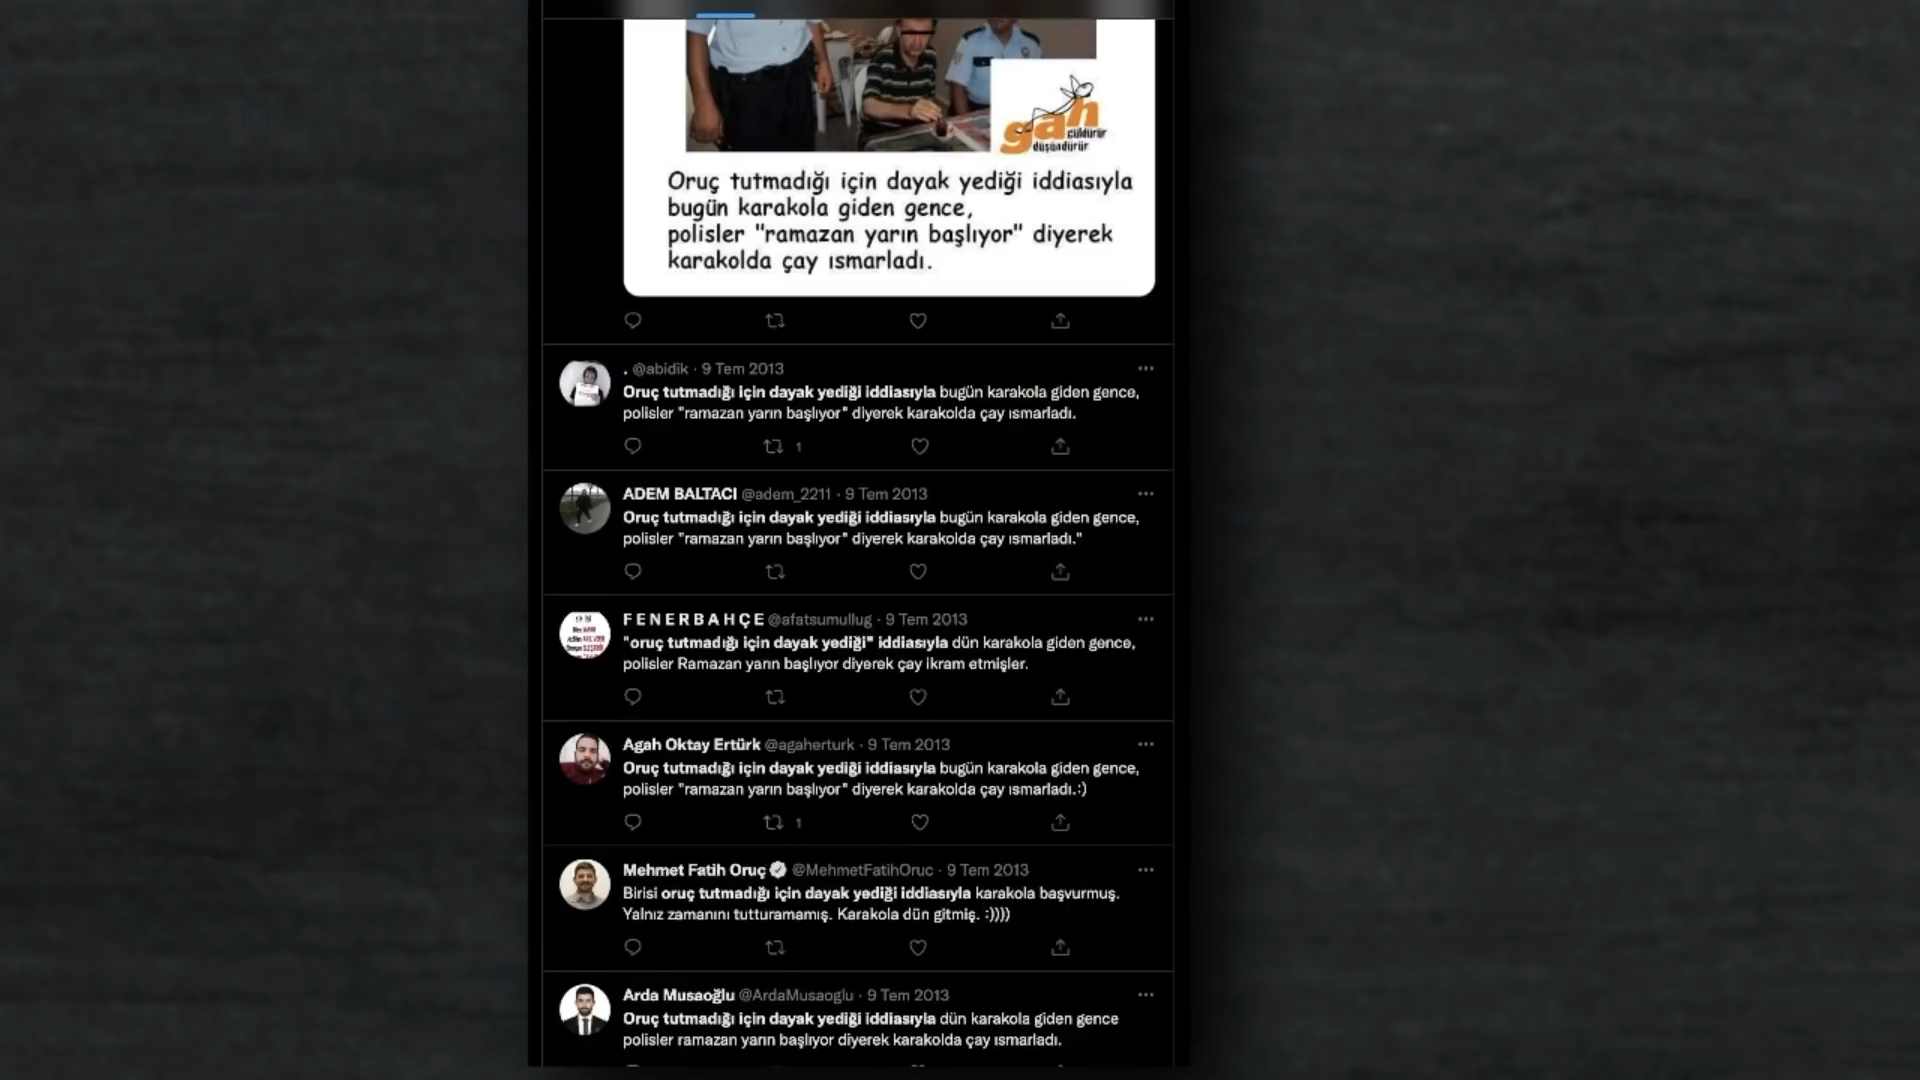 gah
güldürür
düşündürür
Oruç tutmadığı için dayak yediği iddiasıyla
bugün karakola giden gence,
polisler "ramazan yarın başlıyor" diyerek
karakolda çay ısmarladı.
. @abidik · 9 Tem 2013
Oruç tutmadığı için dayak yediği iddiasıyla bugün karakola giden gence,
polisler "ramazan yarın başlıyor" diyerek karakolda çay ısmarladı.
1
ADEM BALTACI @adem_2211 · 9 Tem 2013
Oruç tutmadığı için dayak yediği iddiasıyla bugün karakola giden gence,
polisler "ramazan yarın başlıyor" diyerek karakolda çay ısmarladı."
F E N E R B A H Ç E @afatsumullug · 9 Tem 2013
"oruç tutmadığı için dayak yediği" iddiasıyla dün karakola giden gence,
polisler Ramazan yarın başlıyor diyerek çay ikram etmişler.
Agah Oktay Ertürk @agaherturk · 9 Tem 2013
Oruç tutmadığı için dayak yediği iddiasıyla bugün karakola giden gence,
polisler "ramazan yarın başlıyor" diyerek karakolda çay ısmarladı.:)
1
Mehmet Fatih Oruç @MehmetFatihOruc · 9 Tem 2013
Birisi oruç tutmadığı için dayak yediği iddiasıyla karakola başvurmuş.
Yalnız zamanını tutturamamış. Karakola dün gitmiş. :))))
Arda Musaoğlu @ArdaMusaoglu · 9 Tem 2013
Oruç tutmadığı için dayak yediği iddiasıyla dün karakola giden gence
polisler ramazan yarın başlıyor diyerek karakolda çay ısmarladı.